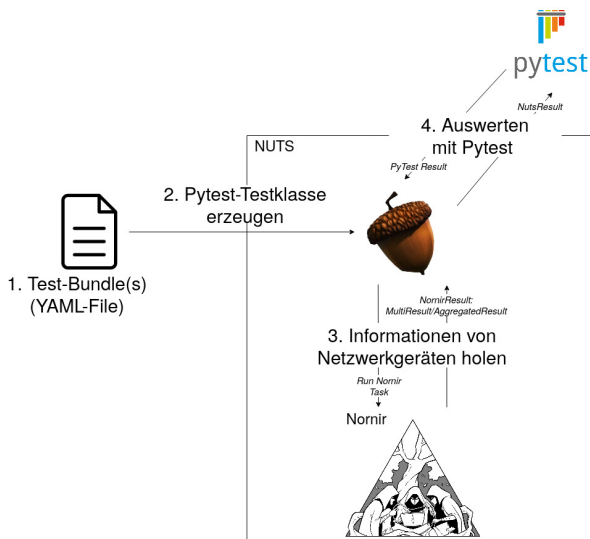 pytest
NutsResult
4. Auswerten
mit Pytest
NUTS
PyTest Result
2. Pytest-Testklasse
erzeugen
1. Test-Bundle(s)
(YAML-File)
NornirResult:
MultiResult/AggregatedResult
3. Informationen von
Netzwerkgeräten holen
Run Nornir
Task
Nornir